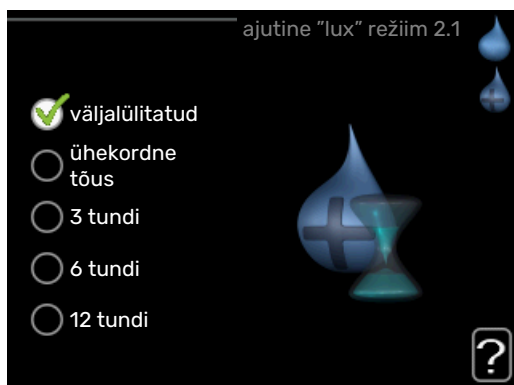 ajutine ”lux” režiim 2.1
väljalülitatud
ühekordne
tõus
3 tundi
6 tundi
12 tundi
?